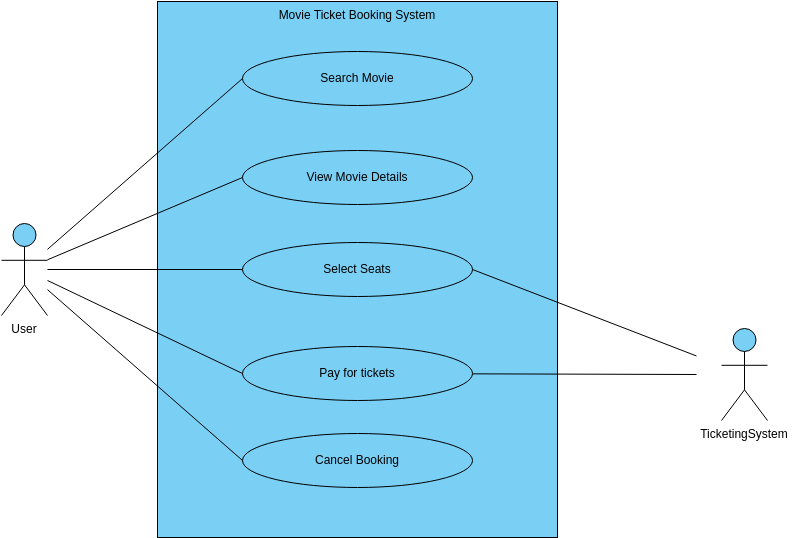 Movie Ticket Booking System
Search Movie
View Movie Details
Select Seats
User
Pay for tickets
TicketingSystem
Cancel Booking